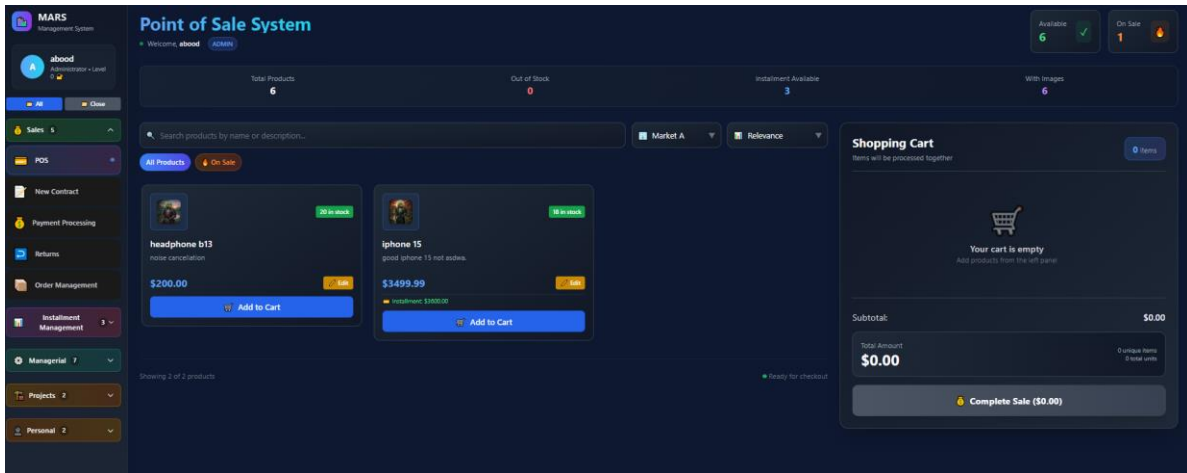 MARS
Management System
A
abood
Administrator • Level
0
All
Close
Sales 5
POS
New Contract
Payment Processing
Returns
Order Management
Installment
Management
3
Managerial 7
Projects 2
Personal 2
Point of Sale System
Welcome, abood ADMIN
Available
6
On Sale
1
Total Products
6
Out of Stock
0
Installment Available
3
With Images
6
Search products by name or description...
Market A
Relevance
All Products
On Sale
20 in stock
headphone b13
noise cancellation
$200.00
Edit
Add to Cart
18 in stock
iphone 15
good iphone 15 not asdwa.
$3499.99
Edit
Installment: $3600.00
Add to Cart
Showing 2 of 2 products
Ready for checkout
Shopping Cart
Items will be processed together
0 items
Your cart is empty
Add products from the left panel
Subtotal: $0.00
Total Amount
$0.00
0 unique items
0 total units
Complete Sale ($0.00)